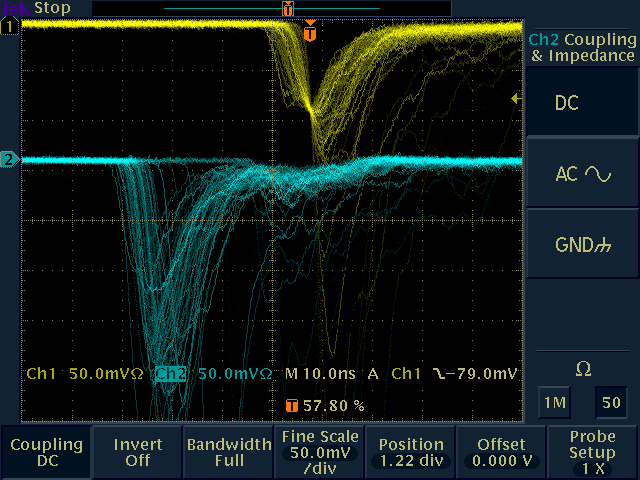 Tek Stop
T
1
T
Ch2 Coupling
& Impedance
DC
2
AC
GND
Ch1 50.0mVΩ Ch2 50.0mVΩ M 10.0ns A Ch1 -79.0mV
T 57.80 %
Ω
1M 50
Coupling
DC
Invert
Off
Bandwidth
Full
Fine Scale
50.0mV
/div
Position
1.22 div
Offset
0.000 V
Probe
Setup
1 X